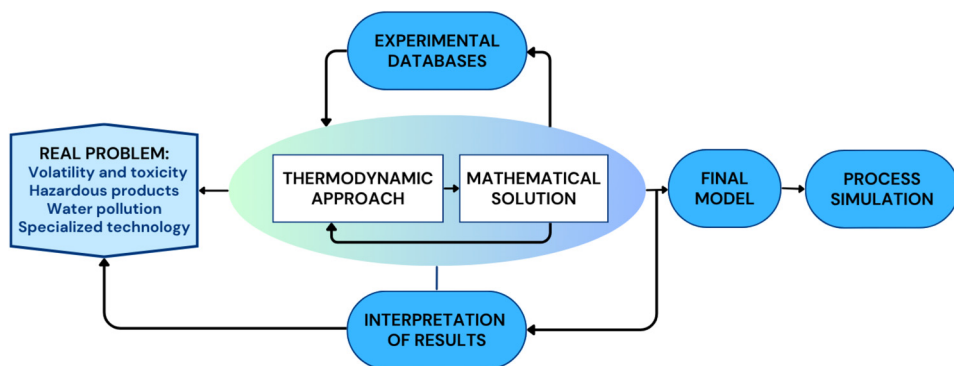 EXPERIMENTAL
DATABASES
REAL PROBLEM:
Volatility and toxicity
Hazardous products
Water pollution
Specialized technology
THERMODYNAMIC
APPROACH
MATHEMATICAL
SOLUTION
FINAL
MODEL
PROCESS
SIMULATION
INTERPRETATION
OF RESULTS